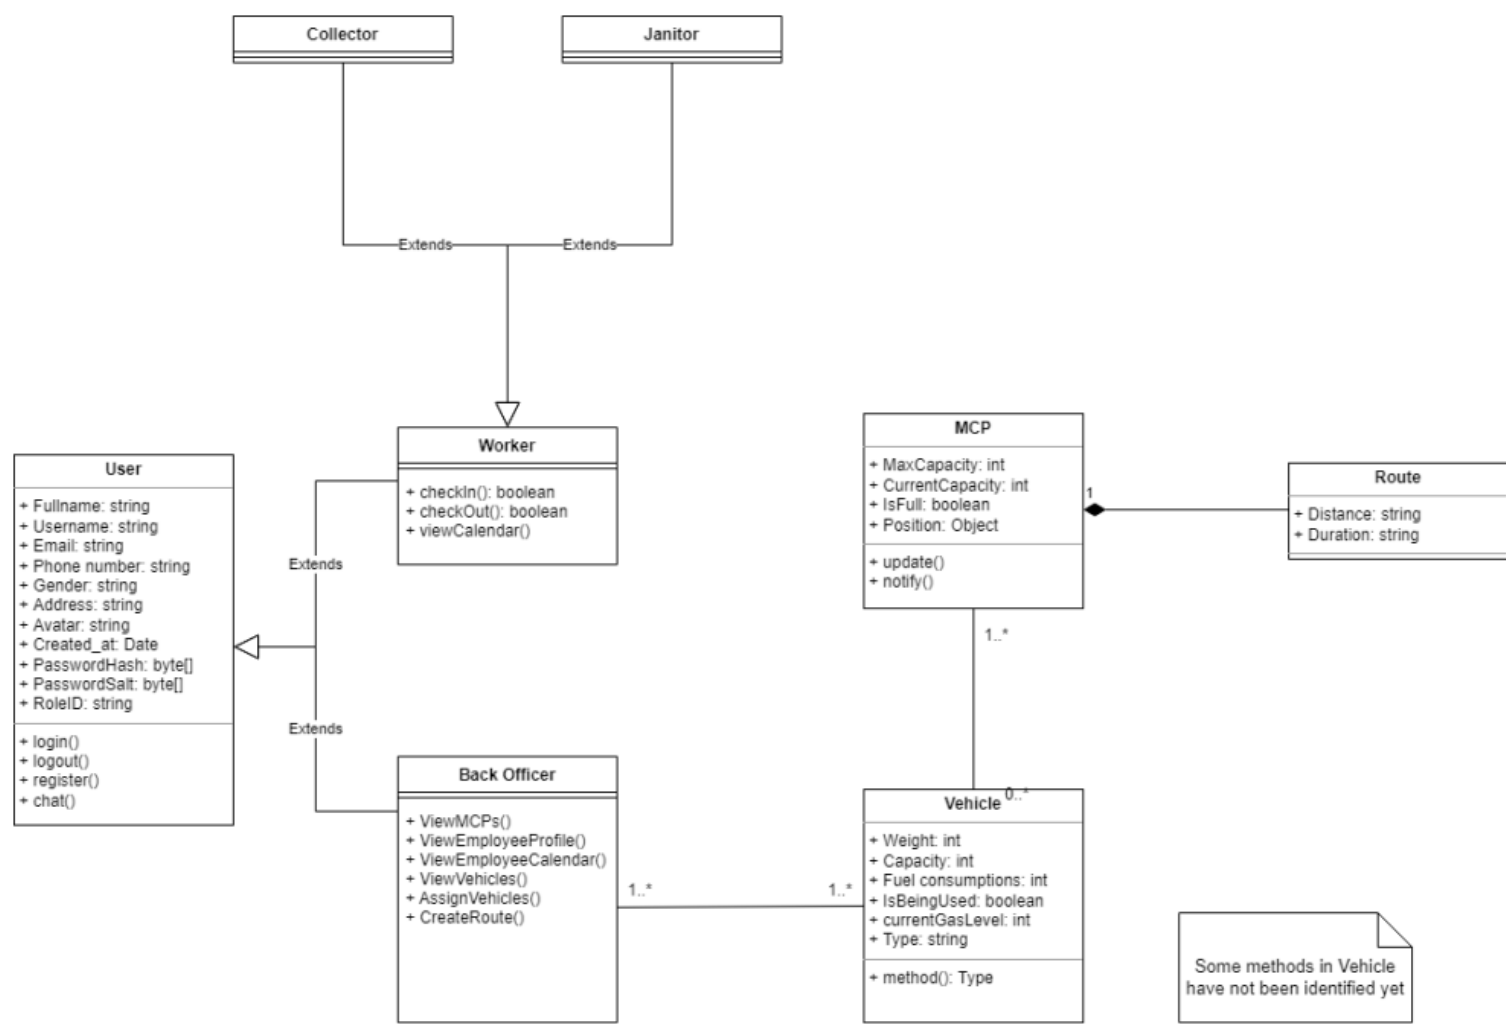 Collector
Janitor
Extends
Extends
Worker
+ checkIn(): boolean
+ checkOut(): boolean
+ viewCalendar()
User
+ Fullname: string
+ Username: string
+ Email: string
+ Phone number: string
+ Gender: string
+ Address: string
+ Avatar: string
+ Created_at: Date
+ PasswordHash: byte[]
+ PasswordSalt: byte[]
+ RoleID: string
+ login()
+ logout()
+ register()
+ chat()
Extends
Extends
Back Officer
+ ViewMCPs()
+ ViewEmployeeProfile()
+ ViewEmployeeCalendar()
+ ViewVehicles()
+ AssignVehicles()
+ CreateRoute()
1..*
1..*
MCP
+ MaxCapacity: int
+ CurrentCapacity: int
+ IsFull: boolean
+ Position: Object
+ update()
+ notify()
1
Route
+ Distance: string
+ Duration: string
1..*
0..*
Vehicle
+ Weight: int
+ Capacity: int
+ Fuel consumptions: int
+ IsBeingUsed: boolean
+ currentGasLevel: int
+ Type: string
+ method(): Type
Some methods in Vehicle
have not been identified yet